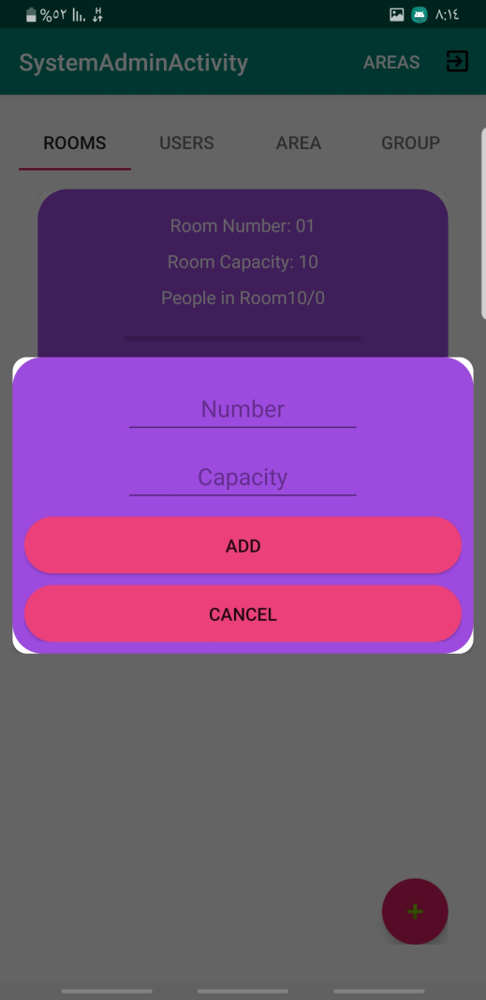 %٥٢ H ٨:١٤
SystemAdminActivity AREAS
ROOMS USERS AREA GROUP
Room Number: 01
Room Capacity: 10
People in Room10/0
Number
Capacity
ADD
CANCEL
+